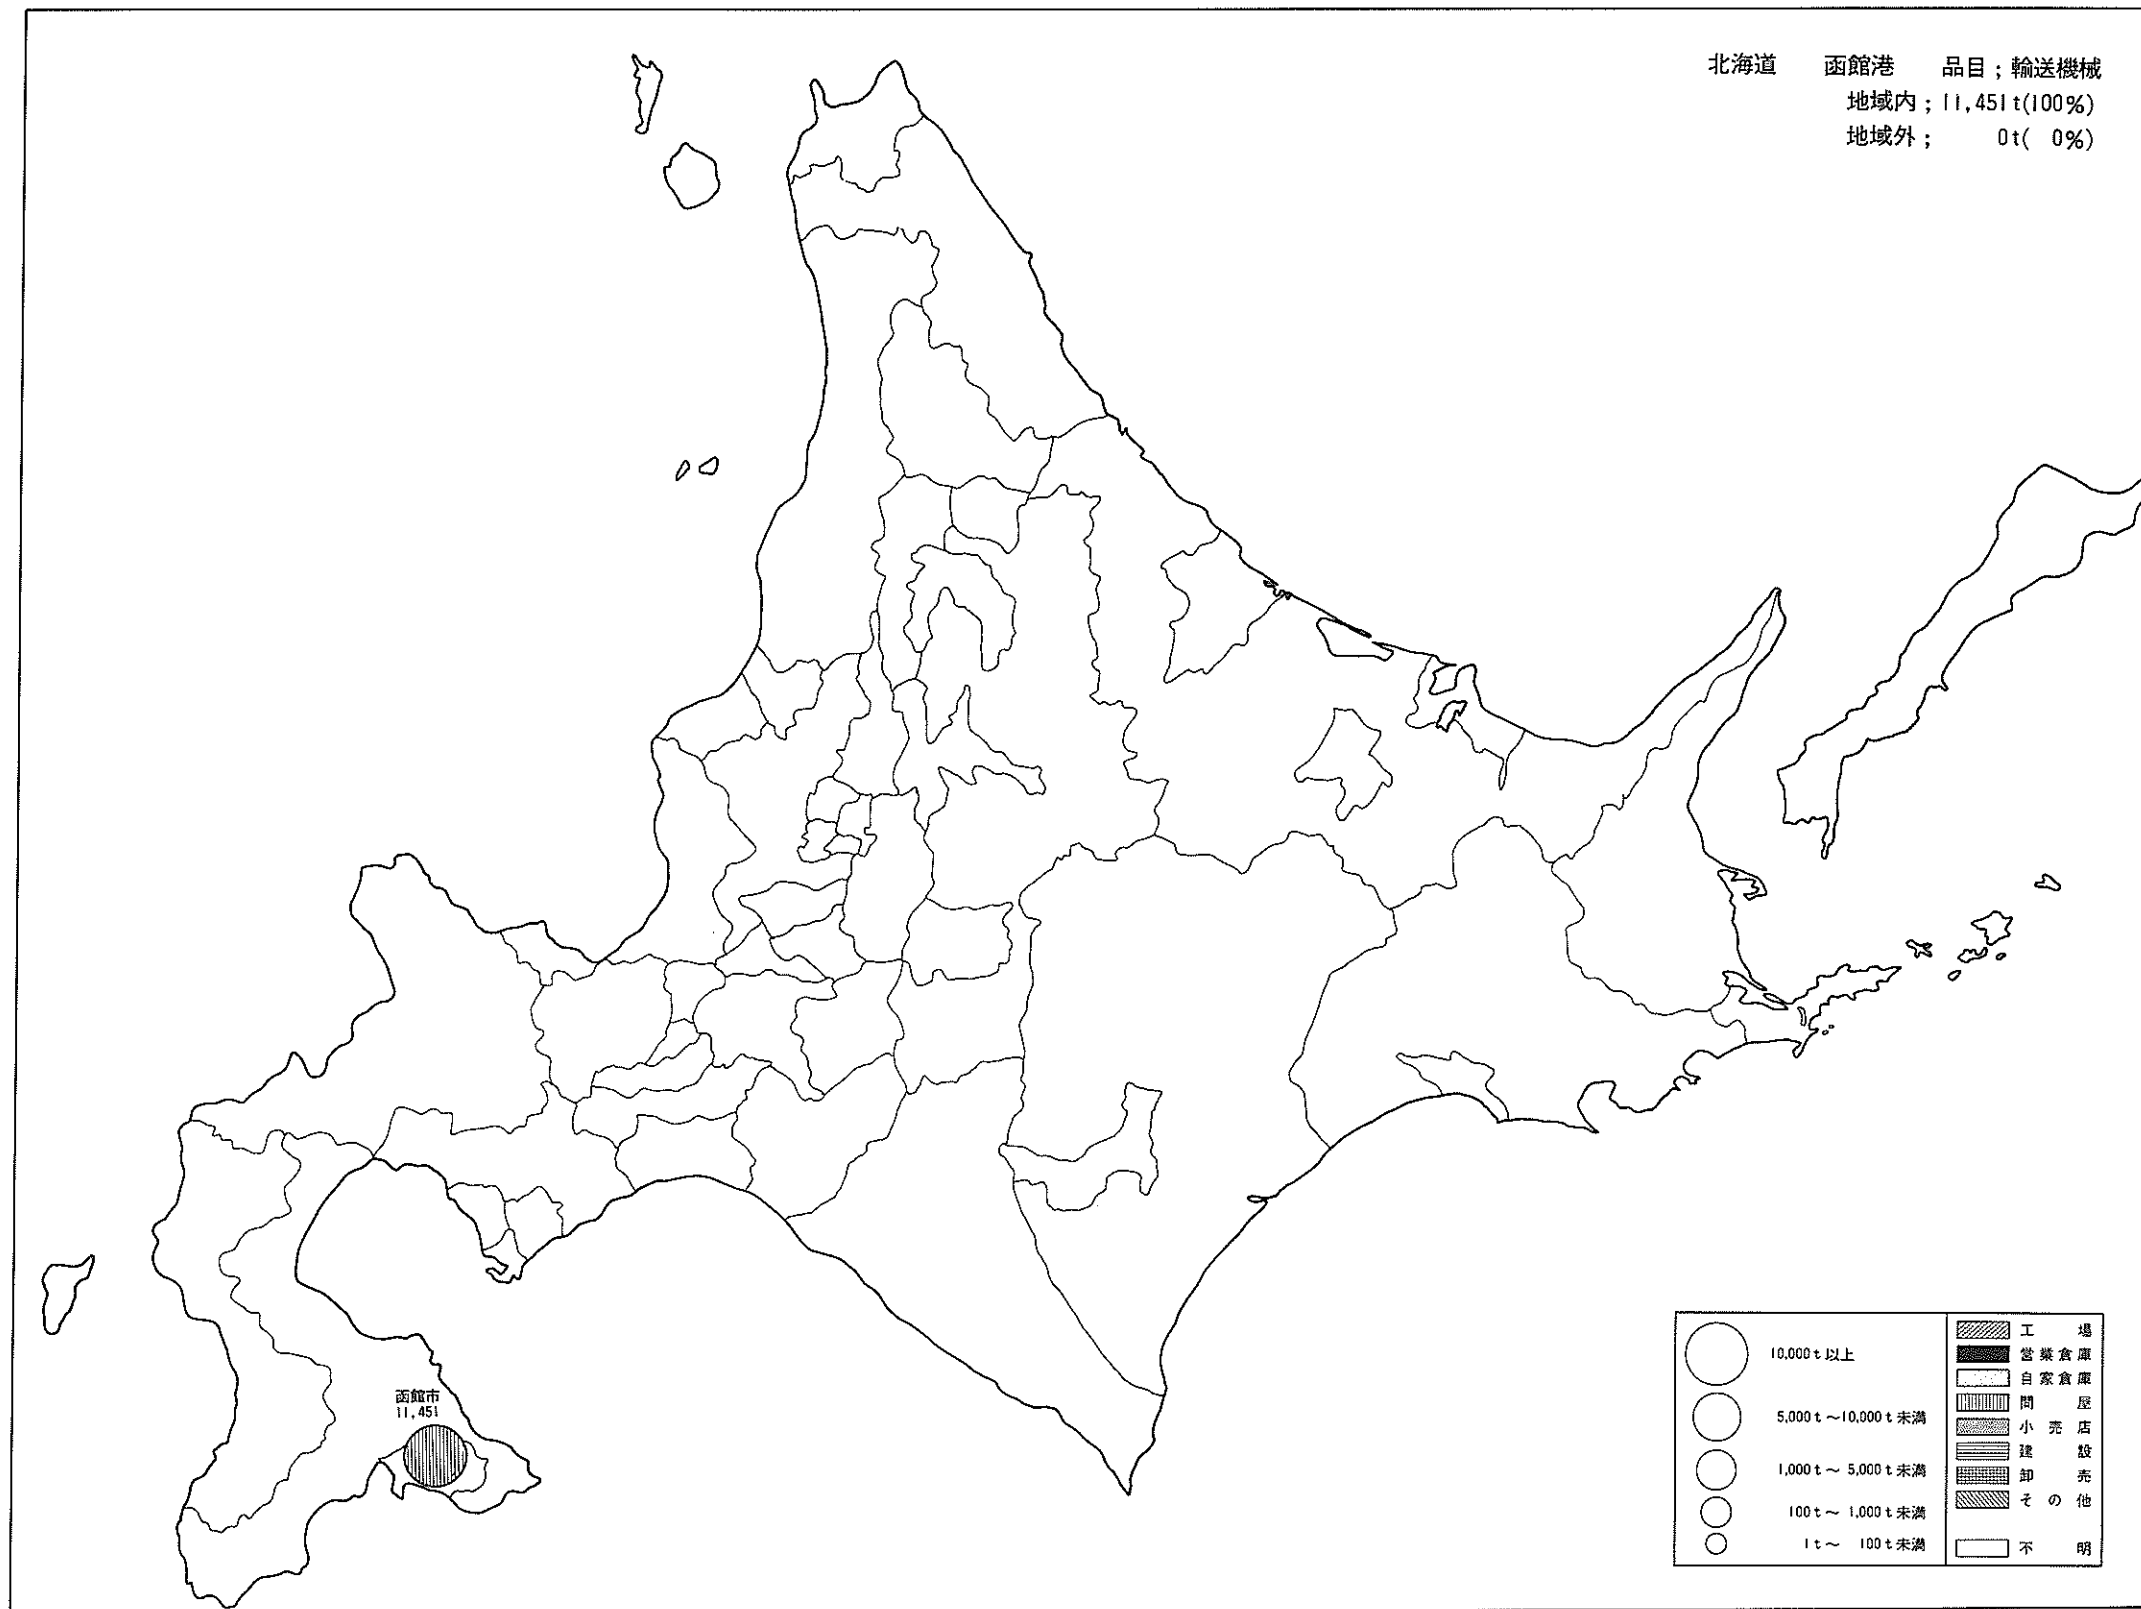 北海道 函館港 品目；輸送機械
地域内；11,451t(100%)
地域外； 0t( 0%)
函館市
11,451
10,000t以上
5,000t～10,000t未満
1,000t～ 5,000t未満
100t～ 1,000t未満
1t～ 100t未満
工場
営業倉庫
自家倉庫
問屋
小売店
建設
卸売
その他
不明